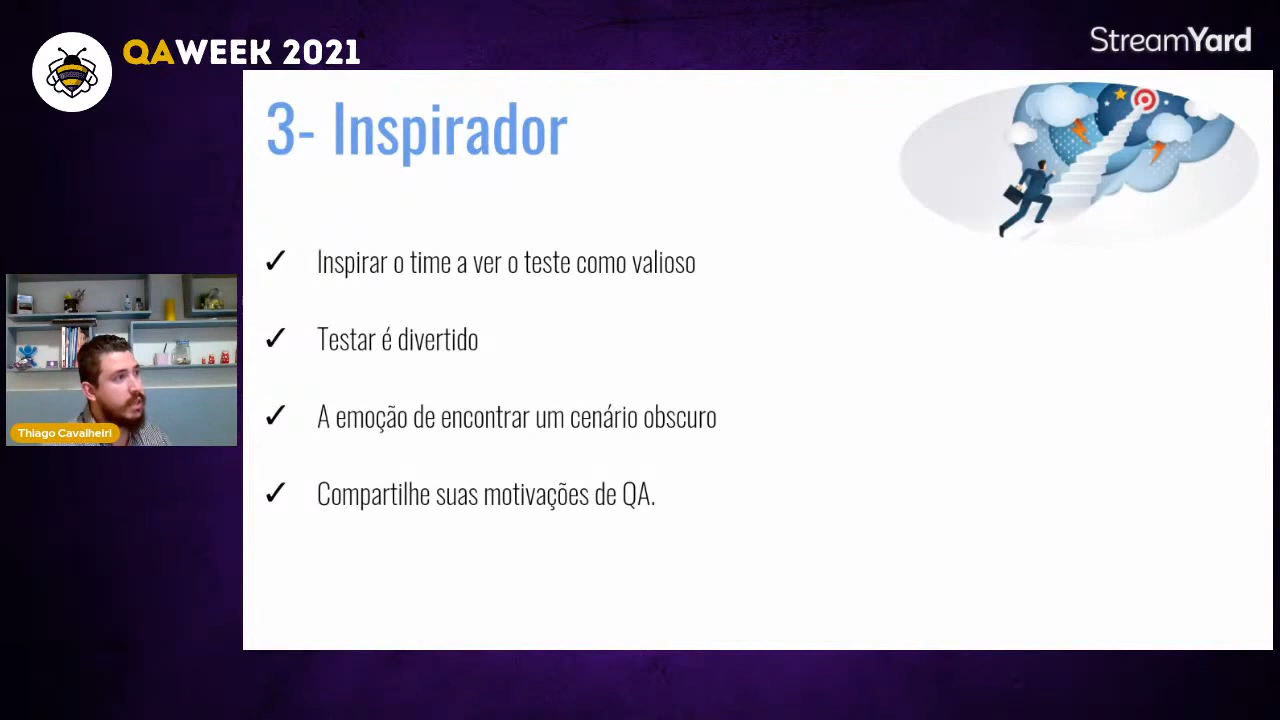 QAWEEK 2021
StreamYard
3- Inspirador
✓ Inspirar o time a ver o teste como valioso
✓ Testar é divertido
✓ A emoção de encontrar um cenário obscuro
✓ Compartilhe suas motivações de QA.
Thiago Cavalheiri